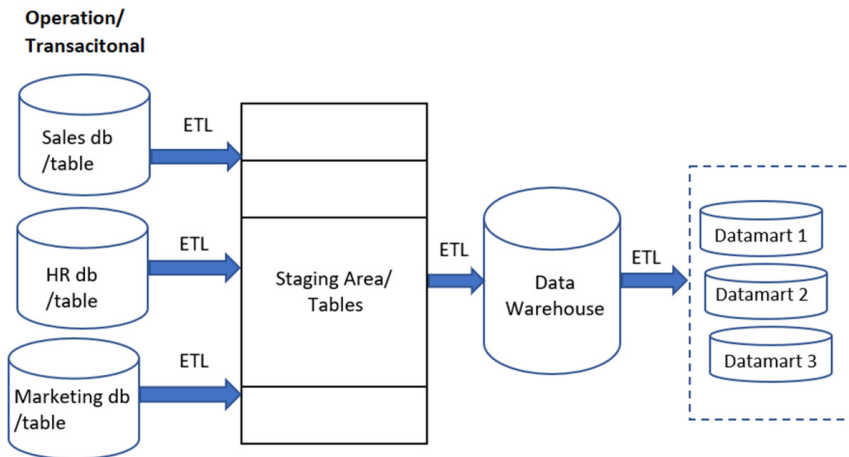 Operation/
Transacitonal
Sales db
/table
ETL
HR db
/table
ETL
Marketing db
/table
ETL
Staging Area/
Tables
ETL
Data
Warehouse
ETL
Datamart 1
Datamart 2
Datamart 3